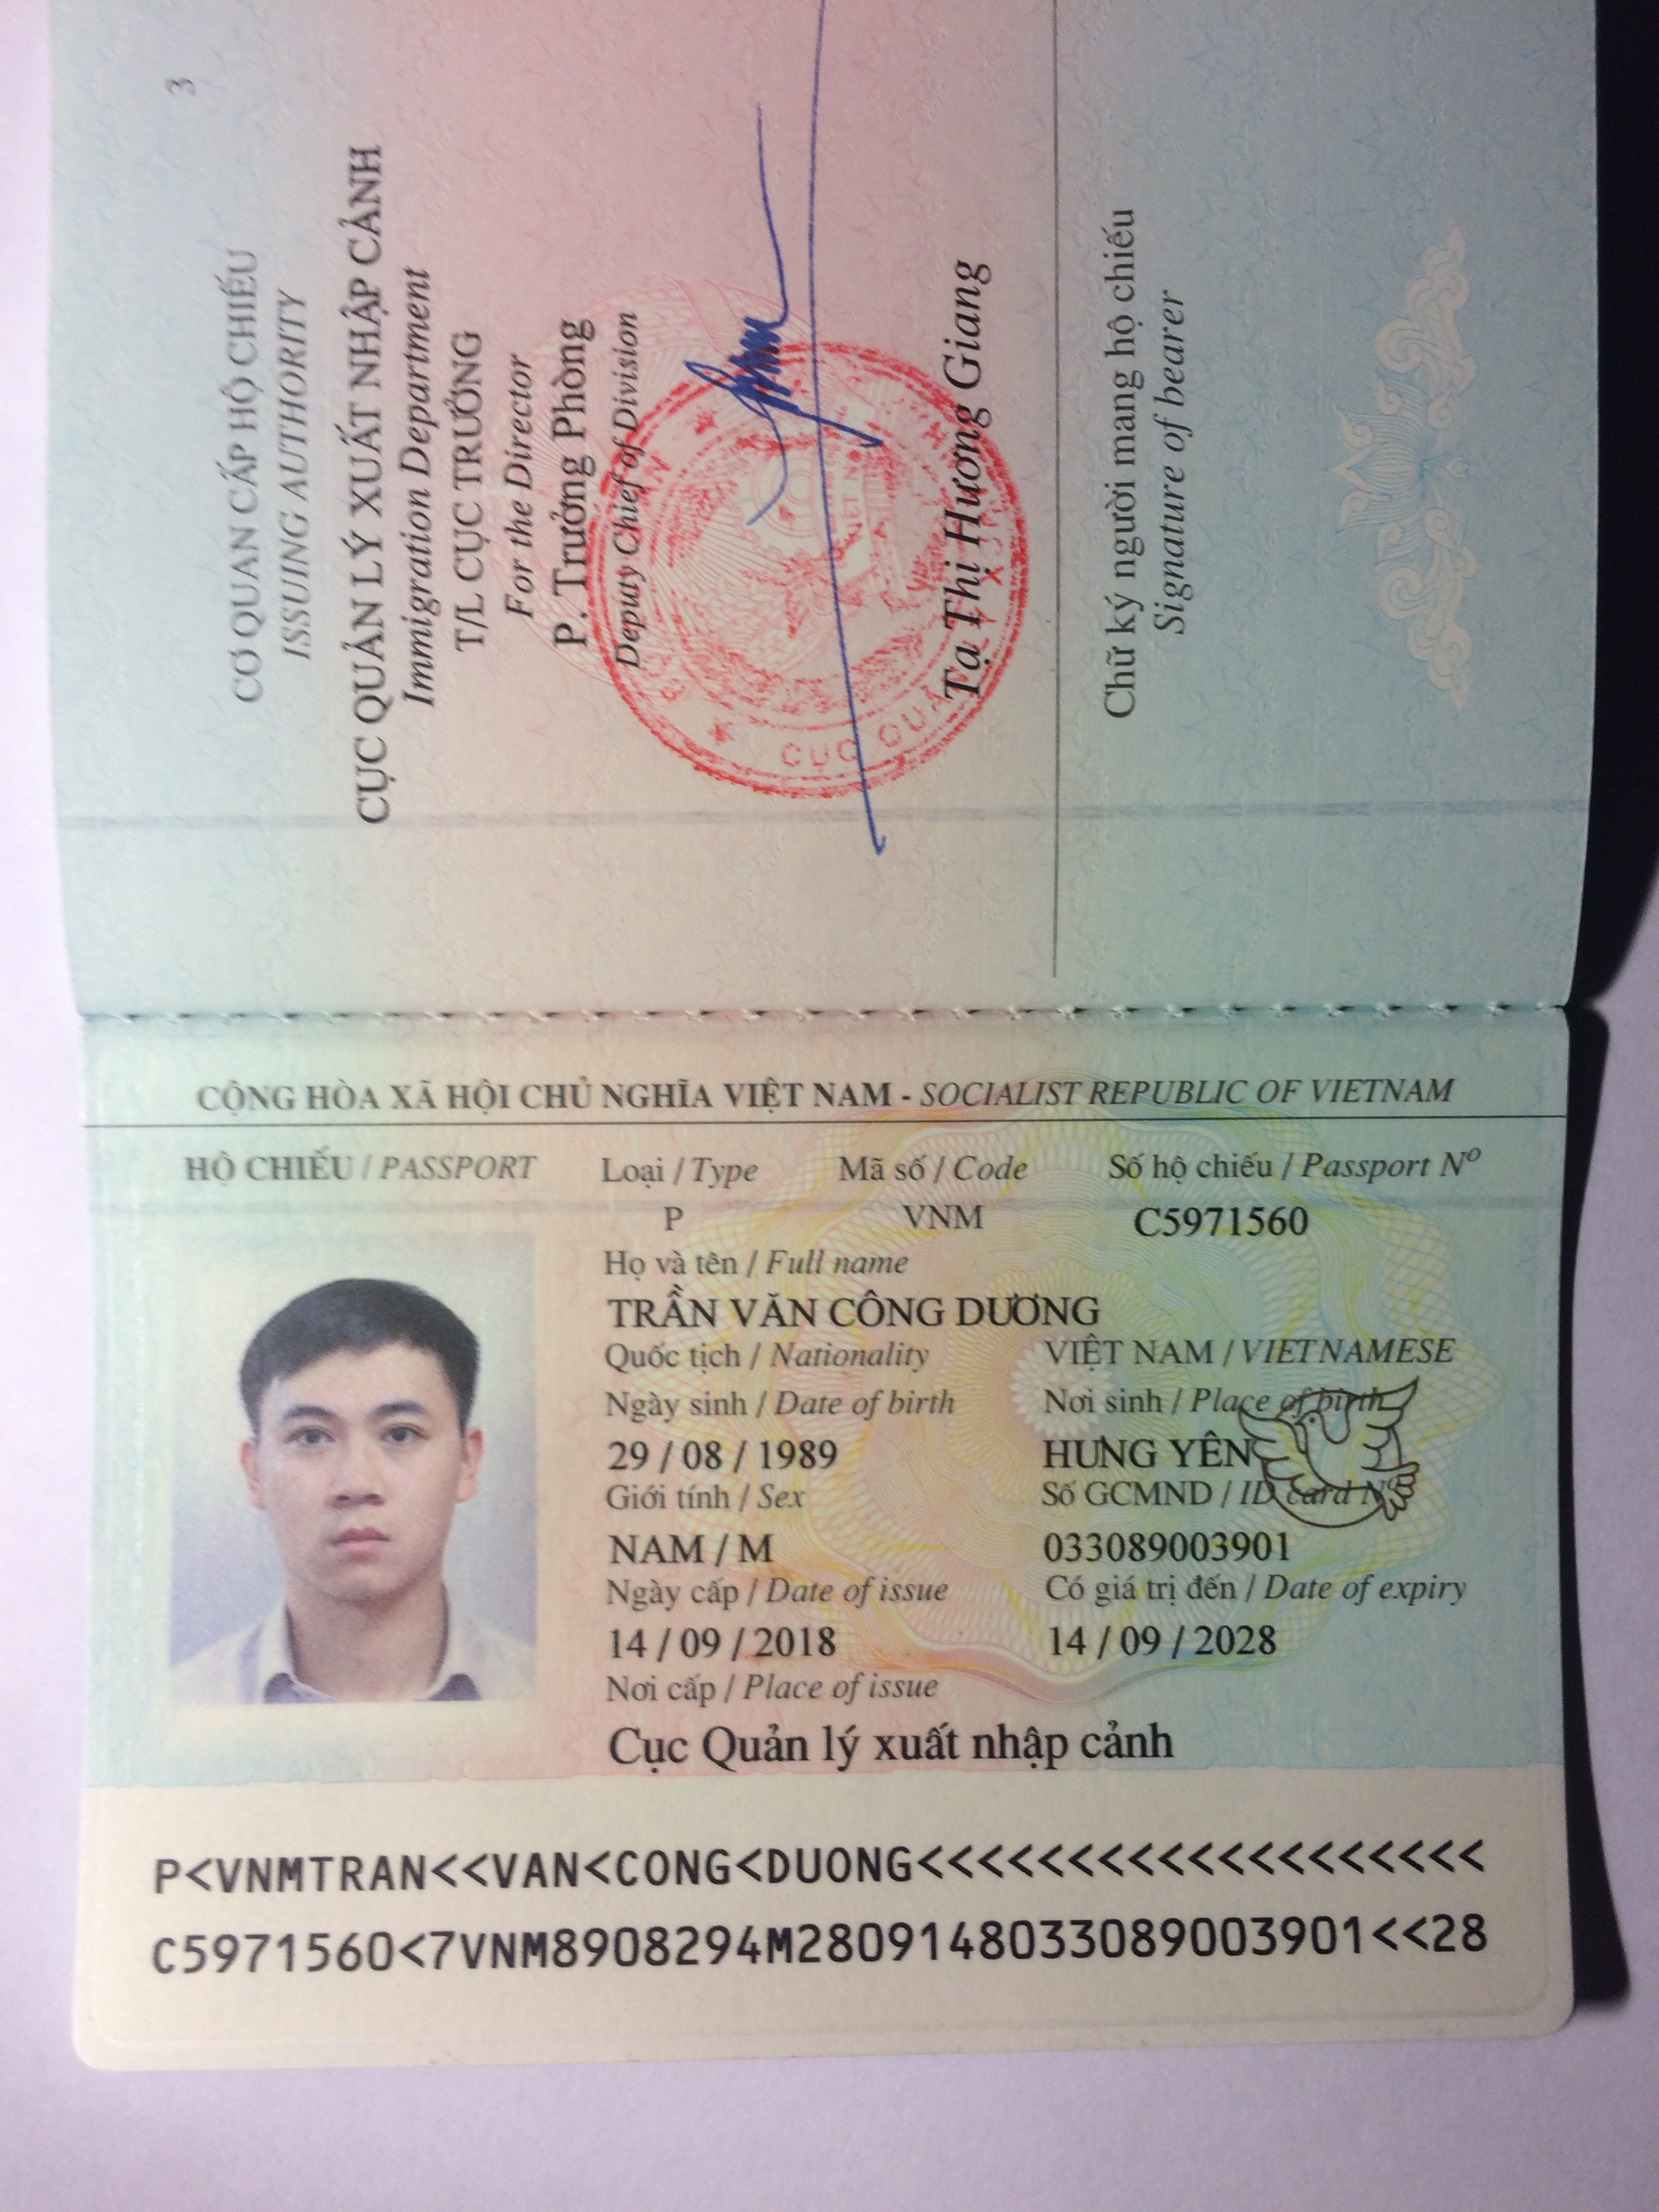 3
CƠ QUAN CẤP HỘ CHIẾU
ISSUING AUTHORITY
CỤC QUẢN LÝ XUẤT NHẬP CẢNH
Immigration Department
T/L CỤC TRƯỞNG
For the Director
P. Trưởng Phòng
Deputy Chief of Division
CỤC QUẢN LÝ
Tạ Thị Hương Giang
Chữ ký người mang hộ chiếu
Signature of bearer
CỘNG HÒA XÃ HỘI CHỦ NGHĨA VIỆT NAM - SOCIALIST REPUBLIC OF VIETNAM
HỘ CHIẾU / PASSPORT Loại / Type Mã số / Code Số hộ chiếu / Passport Nº
P VNM C5971560
Họ và tên / Full name
TRẦN VĂN CÔNG DƯƠNG
Quốc tịch / Nationality VIỆT NAM / VIETNAMESE
Ngày sinh / Date of birth Nơi sinh / Place of birth
29 / 08 / 1989 HƯNG YÊN
Giới tính / Sex Số GCMND / ID card Nº
NAM / M 033089003901
Ngày cấp / Date of issue Có giá trị đến / Date of expiry
14 / 09 / 2018 14 / 09 / 2028
Nơi cấp / Place of issue
Cục Quản lý xuất nhập cảnh
P<VNMTRAN<<VAN<CONG<DUONG<<<<<<<<<<<<<<<<<<<
C5971560<7VNM8908294M2809148033089003901<<28